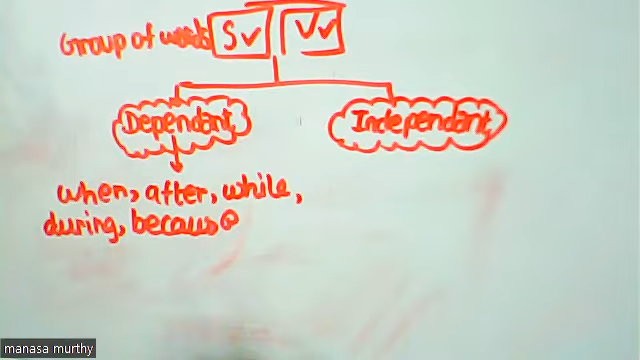 Group of words S✓ V✓
Dependant Independant
when, after, while,
during, because
manasa murthy